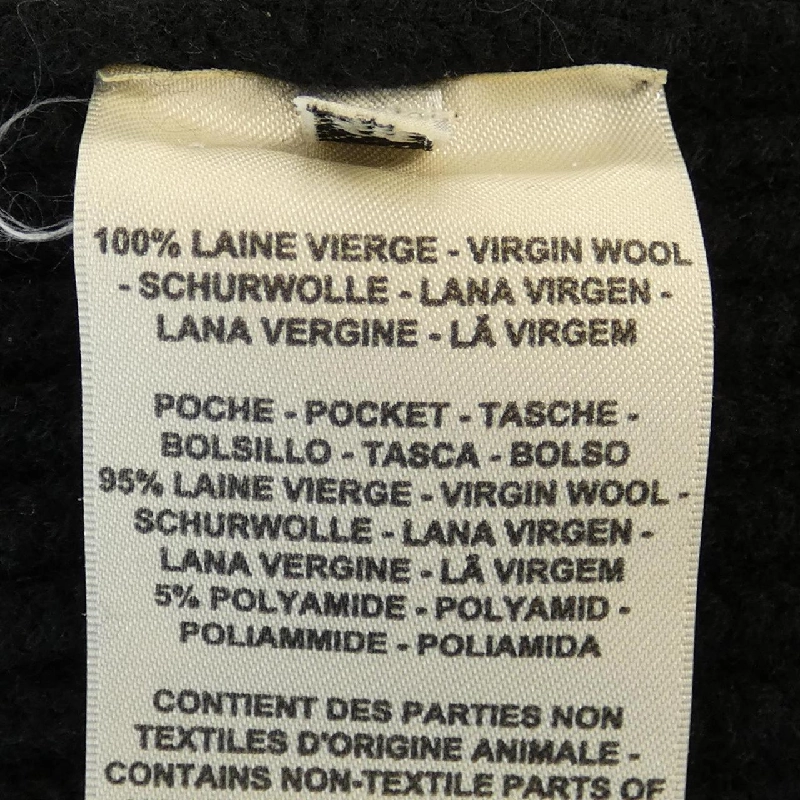 100% LAINE VIERGE - VIRGIN WOOL
- SCHURWOLLE - LANA VIRGEN -
LANA VERGINE - LÃ VIRGEM
POCHE - POCKET - TASCHE -
BOLSILLO - TASCA - BOLSO
95% LAINE VIERGE - VIRGIN WOOL -
SCHURWOLLE - LANA VIRGEN -
LANA VERGINE - LÃ VIRGEM
5% POLYAMIDE - POLYAMID -
POLIAMMIDE - POLIAMIDA
CONTIENT DES PARTIES NON
TEXTILES D'ORIGINE ANIMALE -
CONTAINS NON-TEXTILE PARTS OF